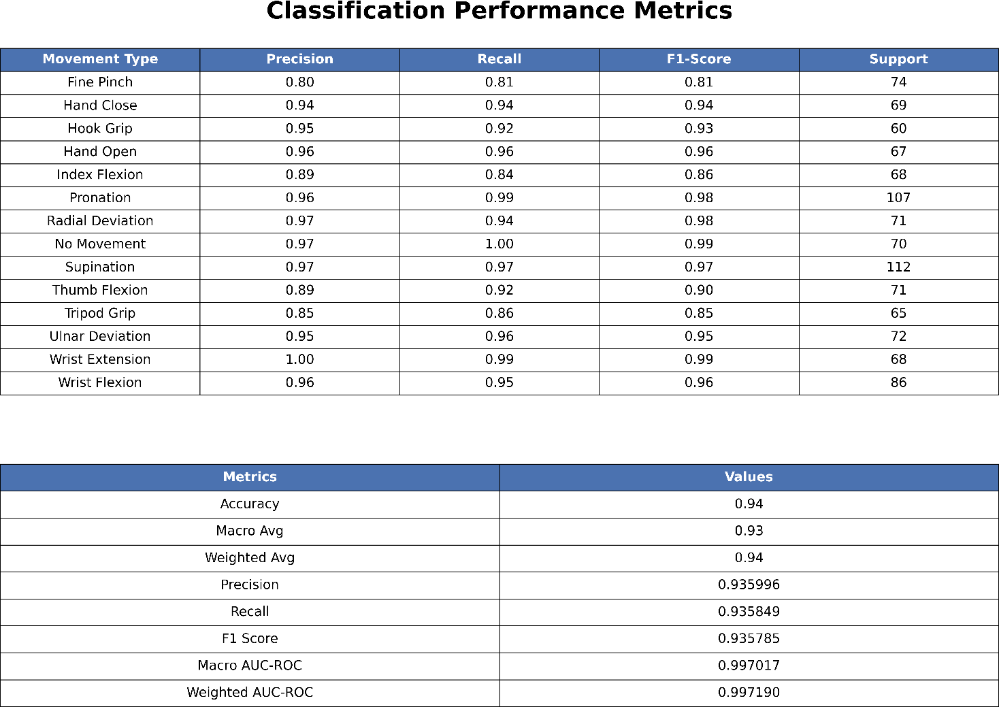 Classification Performance Metrics
Movement Type Precision Recall F1-Score Support
Fine Pinch 0.80 0.81 0.81 74
Hand Close 0.94 0.94 0.94 69
Hook Grip 0.95 0.92 0.93 60
Hand Open 0.96 0.96 0.96 67
Index Flexion 0.89 0.84 0.86 68
Pronation 0.96 0.99 0.98 107
Radial Deviation 0.97 0.94 0.98 71
No Movement 0.97 1.00 0.99 70
Supination 0.97 0.97 0.97 112
Thumb Flexion 0.89 0.92 0.90 71
Tripod Grip 0.85 0.86 0.85 65
Ulnar Deviation 0.95 0.96 0.95 72
Wrist Extension 1.00 0.99 0.99 68
Wrist Flexion 0.96 0.95 0.96 86
Metrics Values
Accuracy 0.94
Macro Avg 0.93
Weighted Avg 0.94
Precision 0.935996
Recall 0.935849
F1 Score 0.935785
Macro AUC-ROC 0.997017
Weighted AUC-ROC 0.997190